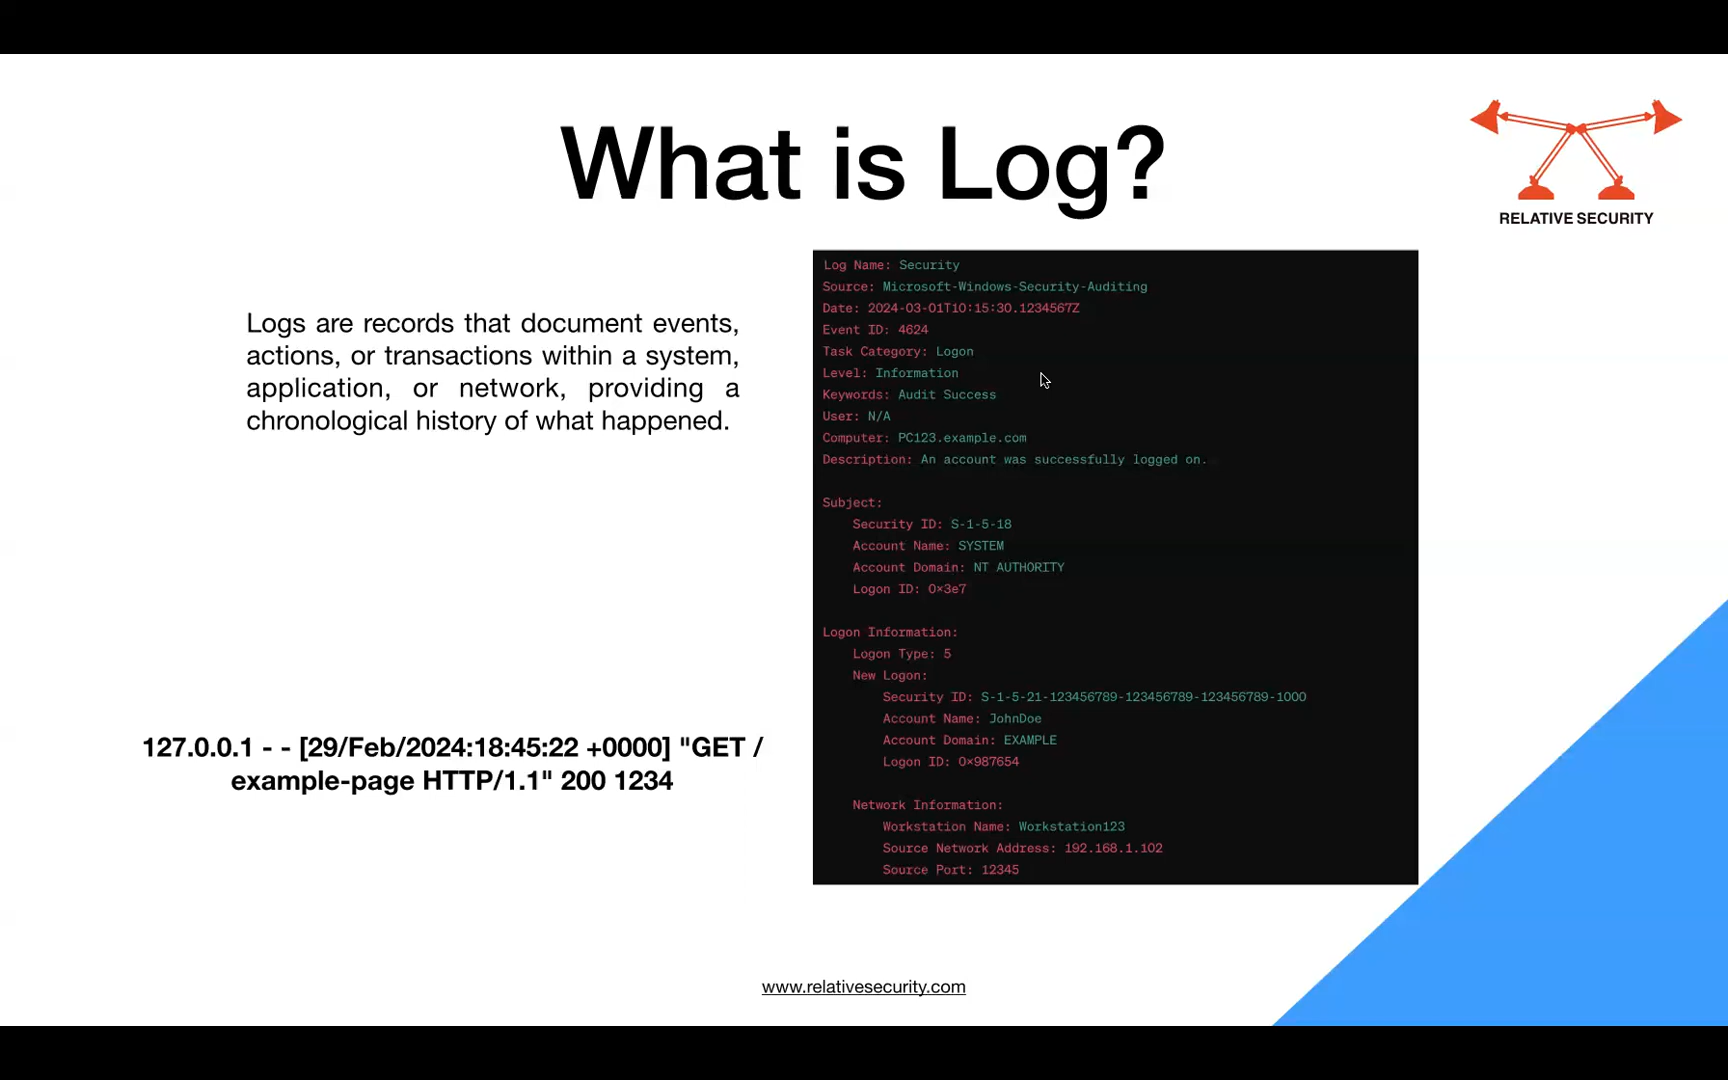 What is Log?
RELATIVE SECURITY
Logs are records that document events,
actions, or transactions within a system,
application, or network, providing a
chronological history of what happened.
127.0.0.1 - - [29/Feb/2024:18:45:22 +0000] "GET /
example-page HTTP/1.1" 200 1234
Log Name: Security
Source: Microsoft-Windows-Security-Auditing
Date: 2024-03-01T10:15:30.1234567Z
Event ID: 4624
Task Category: Logon
Level: Information
Keywords: Audit Success
User: N/A
Computer: PC123.example.com
Description: An account was successfully logged on.
Subject:
Security ID: S-1-5-18
Account Name: SYSTEM
Account Domain: NT AUTHORITY
Logon ID: 0x3e7
Logon Information:
Logon Type: 5
New Logon:
Security ID: S-1-5-21-123456789-123456789-123456789-1000
Account Name: JohnDoe
Account Domain: EXAMPLE
Logon ID: 0x987654
Network Information:
Workstation Name: Workstation123
Source Network Address: 192.168.1.102
Source Port: 12345
www.relativesecurity.com